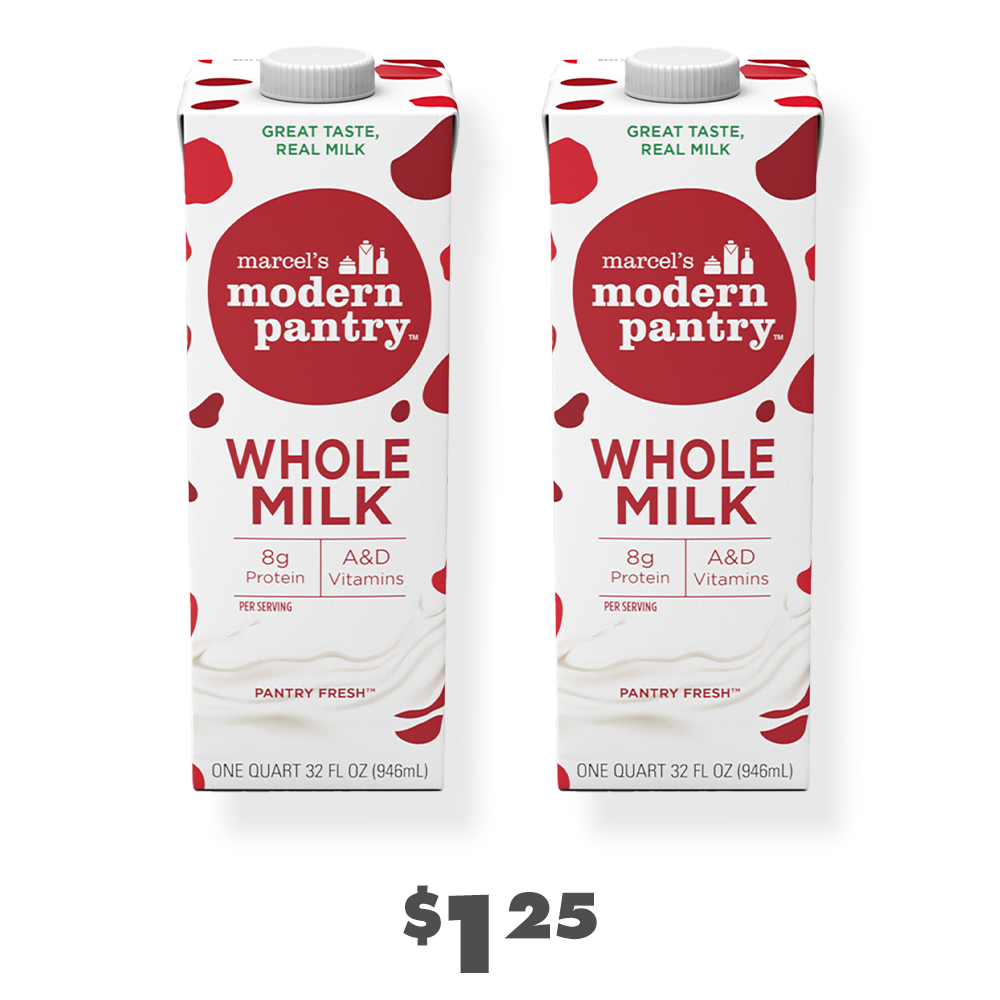 GREAT TASTE,
REAL MILK
marcel's
modern
pantry™
WHOLE
MILK
8g
Protein
A&D
Vitamins
PER SERVING
PANTRY FRESH™
ONE QUART 32 FL OZ (946mL)
GREAT TASTE,
REAL MILK
marcel's
modern
pantry™
WHOLE
MILK
8g
Protein
A&D
Vitamins
PER SERVING
PANTRY FRESH™
ONE QUART 32 FL OZ (946mL)
$1 25